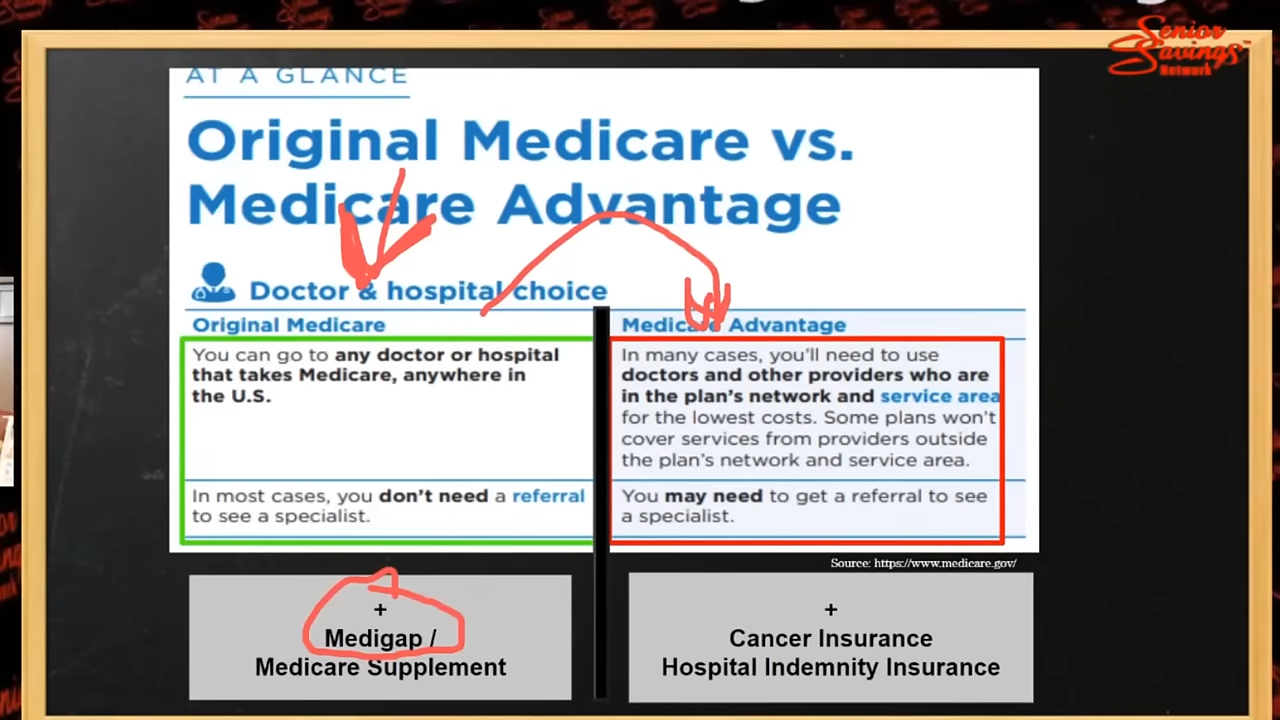 Senior
Savings
Network
AT A GLANCE
Original Medicare vs.
Medicare Advantage
Doctor & hospital choice
Original Medicare
You can go to any doctor or hospital
that takes Medicare, anywhere in
the U.S.
In most cases, you don't need a referral
to see a specialist.
Medicare Advantage
In many cases, you'll need to use
doctors and other providers who are
in the plan's network and service area
for the lowest costs. Some plans won't
cover services from providers outside
the plan's network and service area.
You may need to get a referral to see
a specialist.
Source: https://www.medicare.gov/
+
Medigap /
Medicare Supplement
+
Cancer Insurance
Hospital Indemnity Insurance